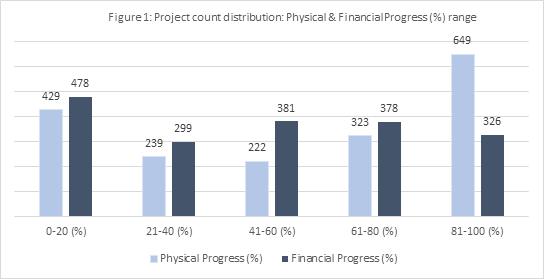 Figure 1: Project count distribution: Physical & Financial Progress (%) range
429 478 239 299 222 381 323 378 649 326
0-20 (%) 21-40 (%) 41-60 (%) 61-80 (%) 81-100 (%)
Physical Progress (%) Financial Progress (%)